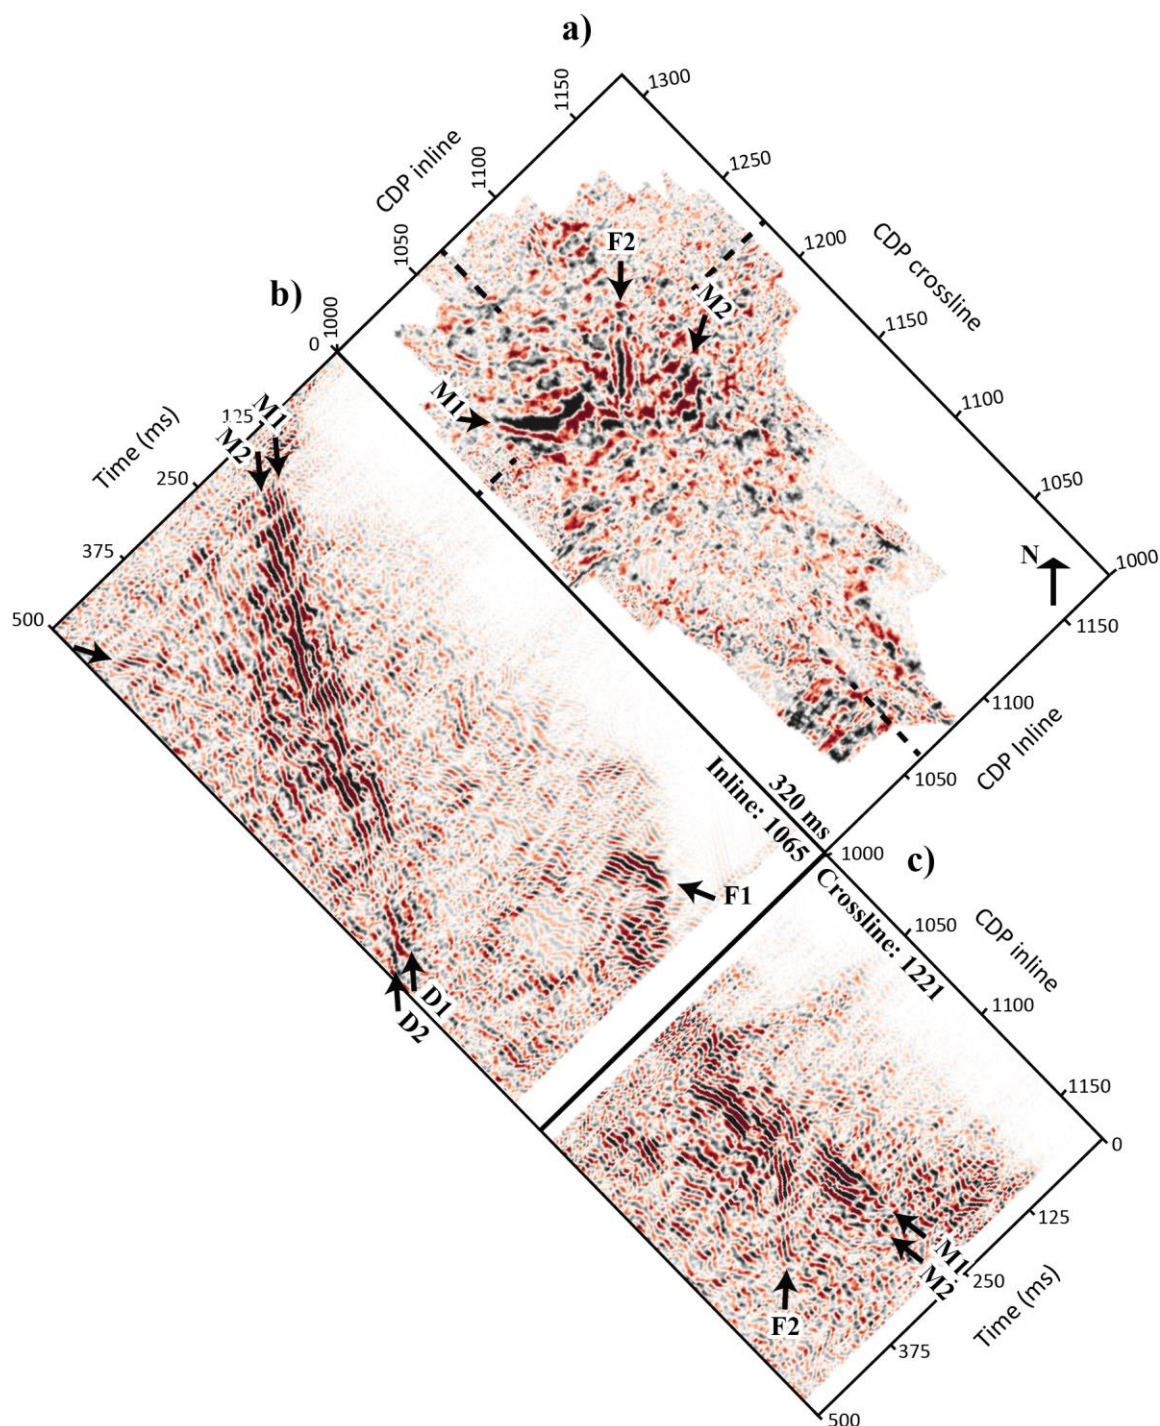 a)
1150
1300
CDP inline
1100
1250
1050
F2
1200
CDP crossline
b)
M2
1000
0
1150
M1
125
M1
M2
Time (ms)
1100
250
375
1050
N
1000
500
1150
1100
CDP Inline
1050
320 ms
Inline: 1065
1000
c)
Crossline: 1221
F1
1050
CDP inline
D1
D2
1100
1150
0
125
M1
M2
250
Time (ms)
F2
375
500